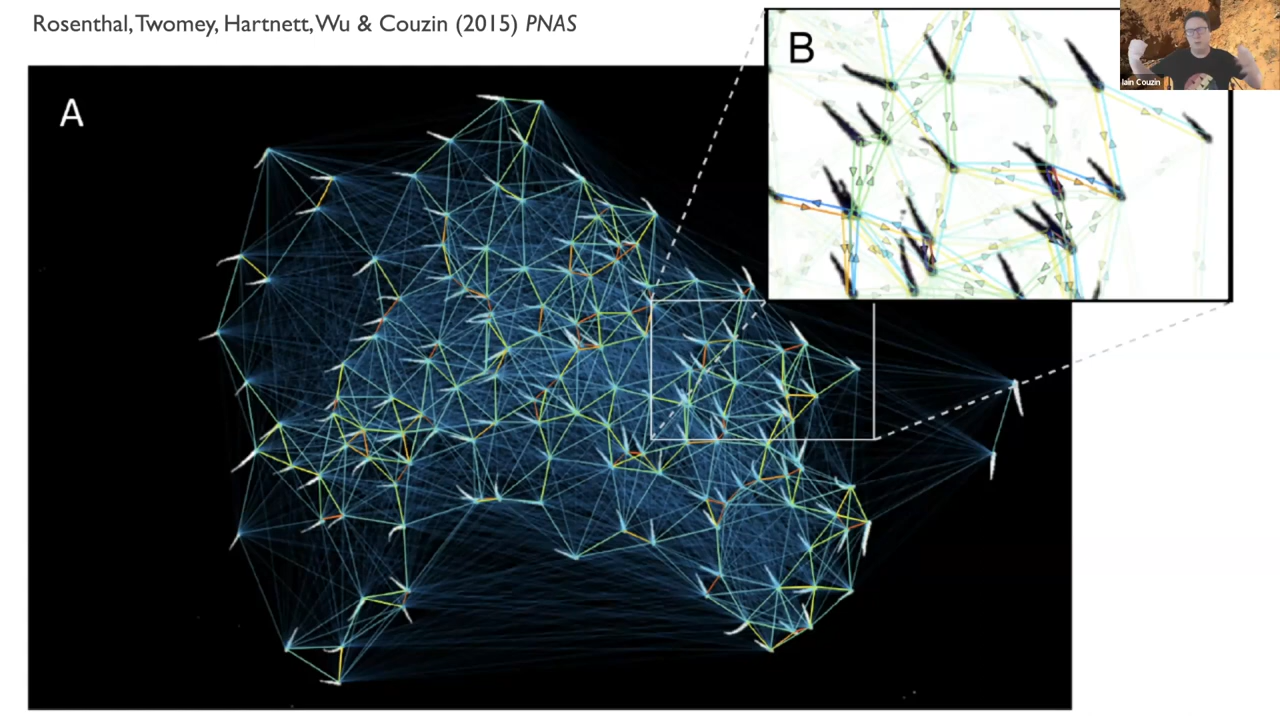 Rosenthal, Twomey, Hartnett, Wu & Couzin (2015) PNAS
A
B
Iain Couzin